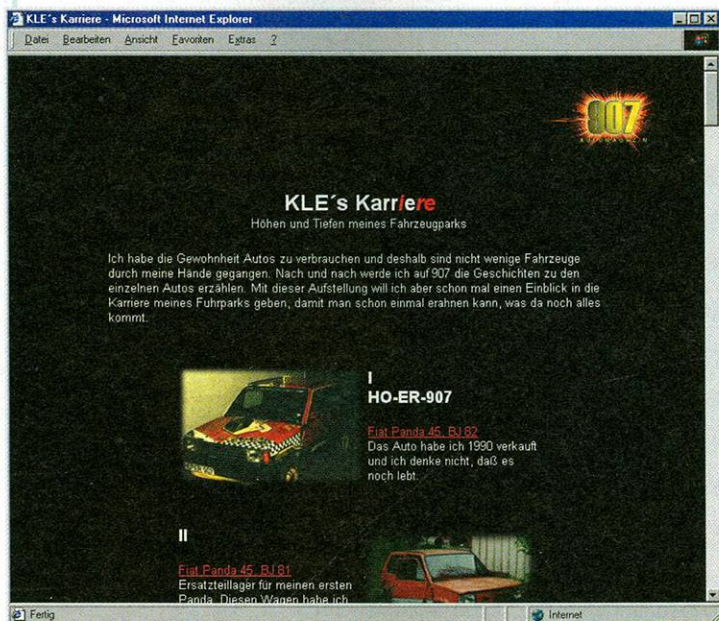 KLE´s Karriere - Microsoft Internet Explorer
Datei Bearbeiten Ansicht Favoriten Extras ?
907
KLE´s Karriere
Höhen und Tiefen meines Fahrzeugparks
Ich habe die Gewohnheit Autos zu verbrauchen und deshalb sind nicht wenige Fahrzeuge
durch meine Hände gegangen. Nach und nach werde ich auf 907 die Geschichten zu den
einzelnen Autos erzählen. Mit dieser Aufstellung will ich aber schon mal einen Einblick in die
Karriere meines Fuhrparks geben, damit man schon einmal erahnen kann, was da noch alles
kommt.
I
HO-ER-907
Fiat Panda 45, BJ 82
Das Auto habe ich 1990 verkauft
und ich denke nicht, daß es
noch lebt.
II
Fiat Panda 45, BJ 81
Ersatzteillager für meinen ersten
Panda. Diesen Wagen habe ich
Fertig
Internet